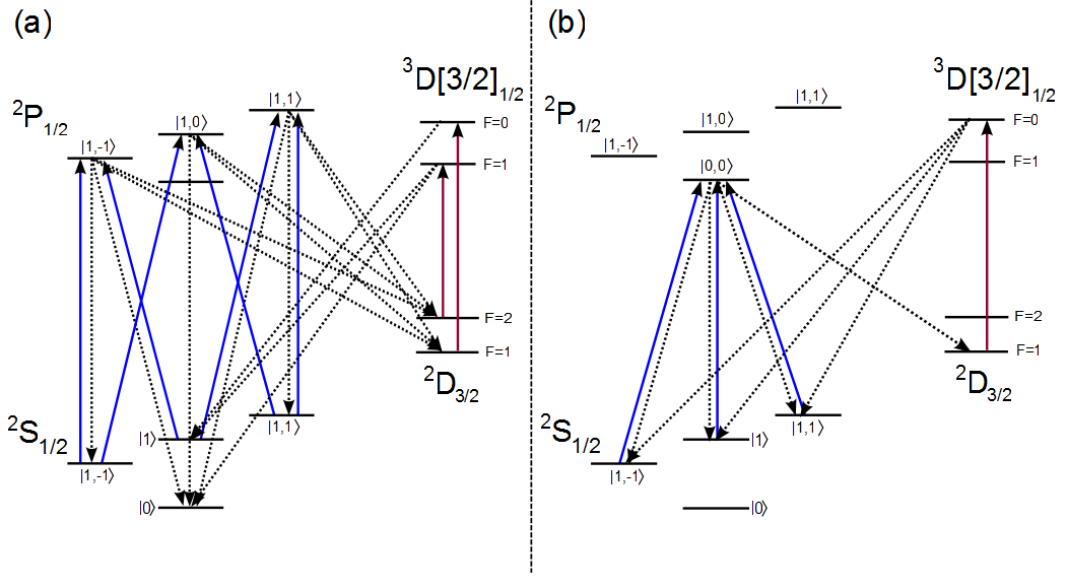 (a)
³D[3/2]₁/₂
²P₁/₂
|1,-1⟩
|1,0⟩
|1,1⟩
F=0
F=1
F=2
F=1
²D₃/₂
²S₁/₂
|1,-1⟩
|1⟩
|1,1⟩
|0⟩
(b)
³D[3/2]₁/₂
²P₁/₂
|1,-1⟩
|1,0⟩
|1,1⟩
|0,0⟩
F=0
F=1
F=2
F=1
²D₃/₂
²S₁/₂
|1,-1⟩
|1⟩
|1,1⟩
|0⟩